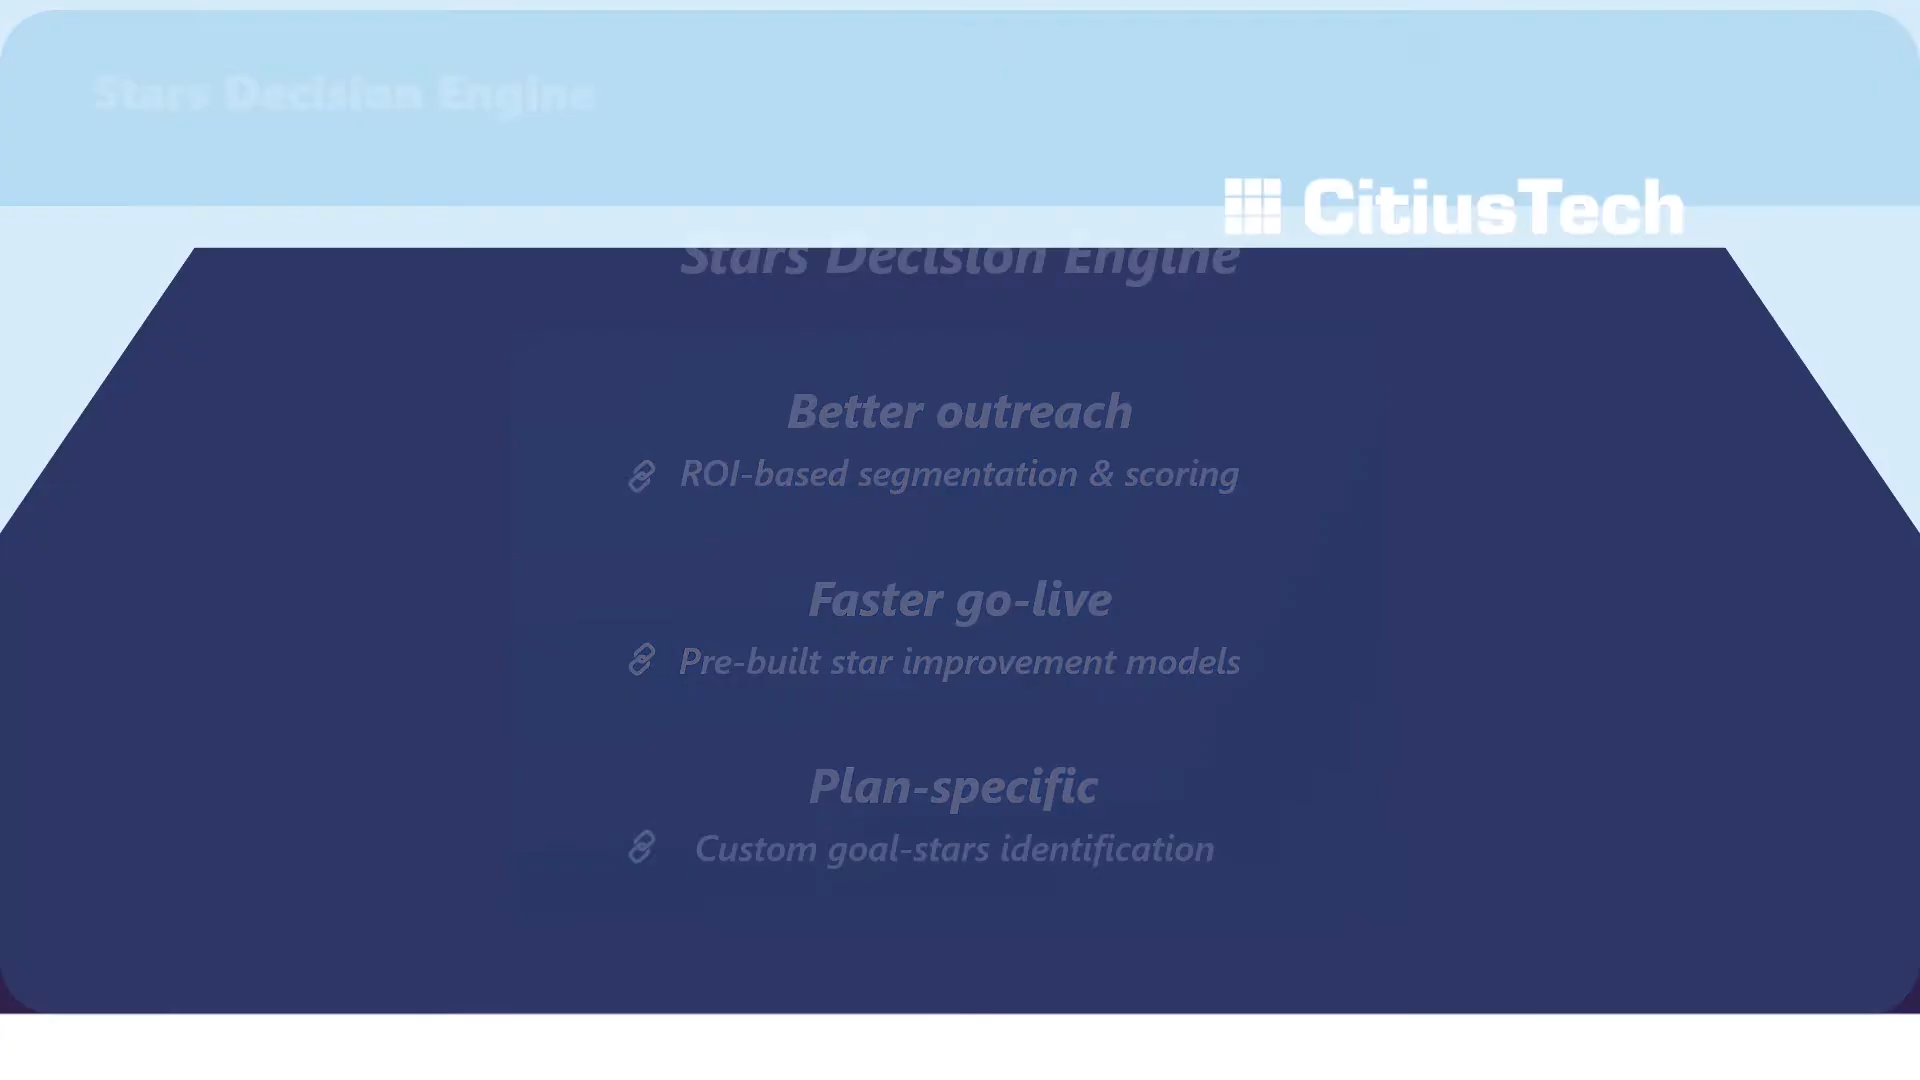 Stars Decision Engine
CitiusTech
Stars Decision Engine
Better outreach
ROI-based segmentation & scoring
Faster go-live
Pre-built star improvement models
Plan-specific
Custom goal-stars identification